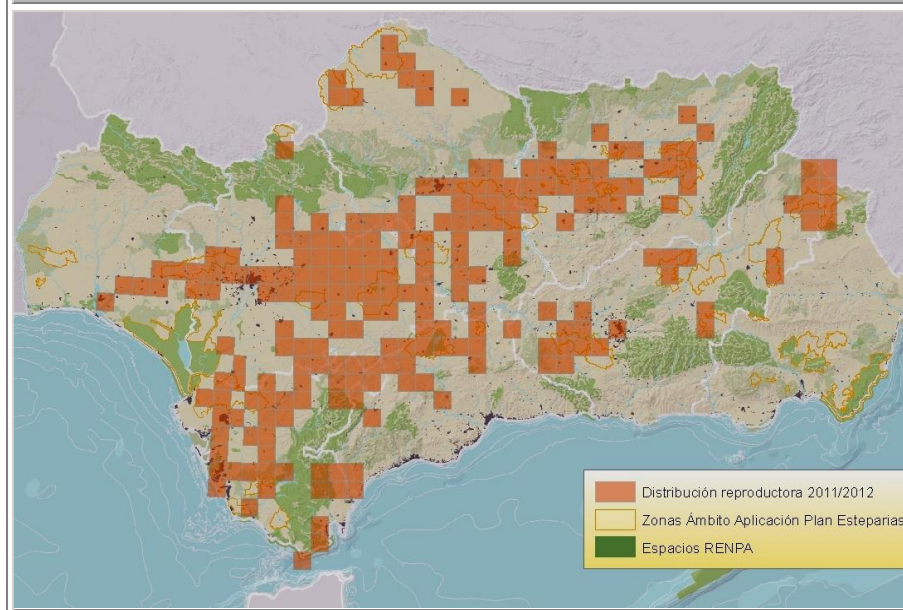 Distribución reproductora 2011/2012
Zonas Ámbito Aplicación Plan Esteparias
Espacios RENPA